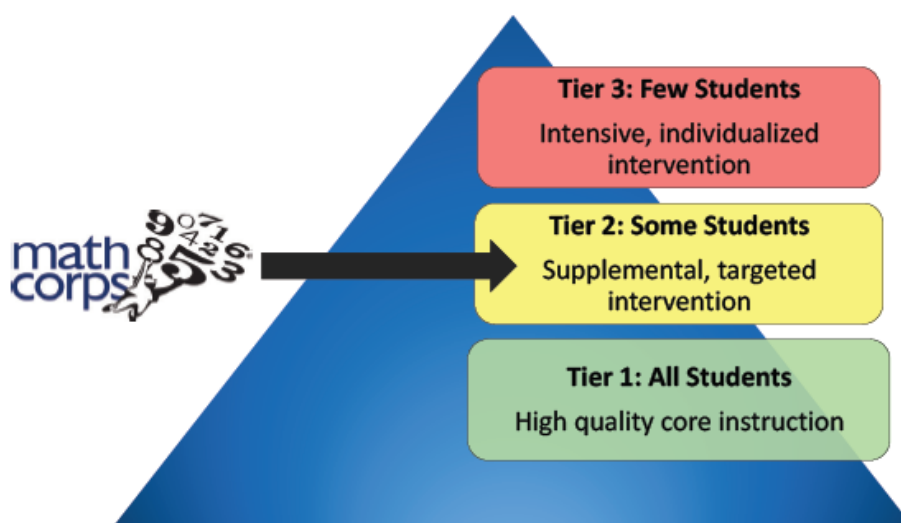 Tier 3: Few Students
Intensive, individualized
intervention
math
corps
Tier 2: Some Students
Supplemental, targeted
intervention
Tier 1: All Students
High quality core instruction